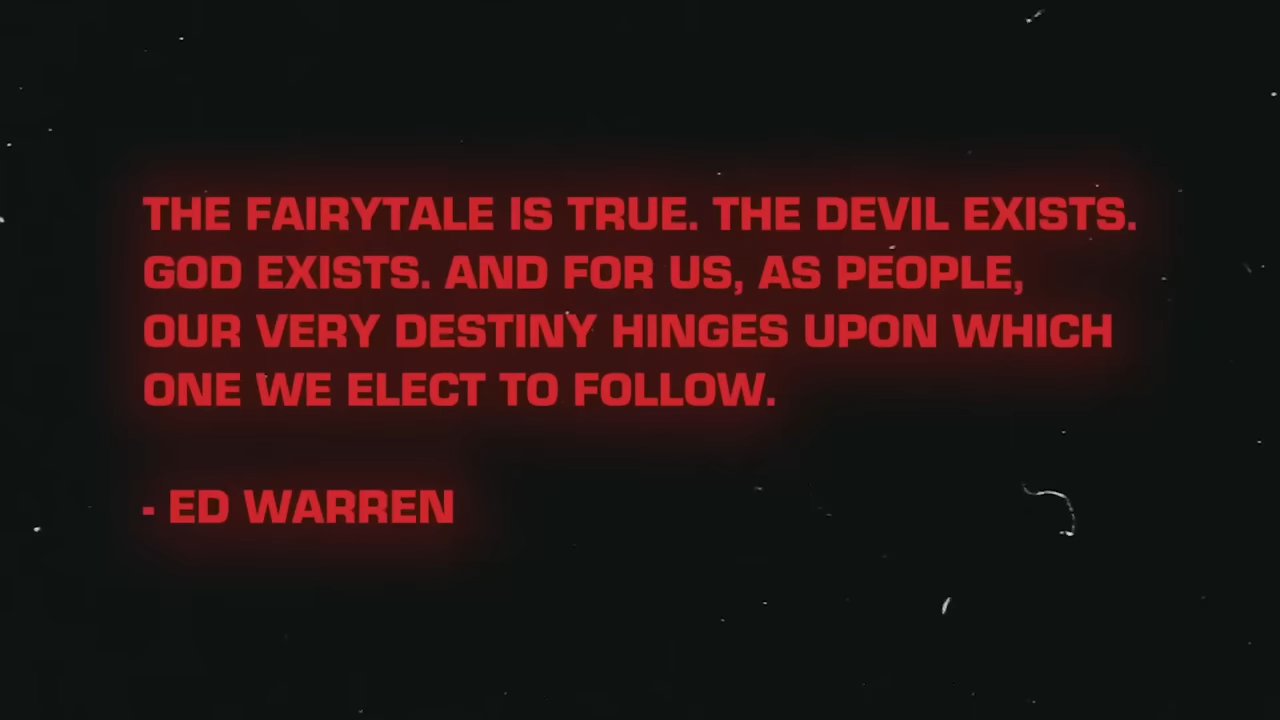 THE FAIRYTALE IS TRUE. THE DEVIL EXISTS.
GOD EXISTS. AND FOR US, AS PEOPLE,
OUR VERY DESTINY HINGES UPON WHICH
ONE WE ELECT TO FOLLOW.
- ED WARREN